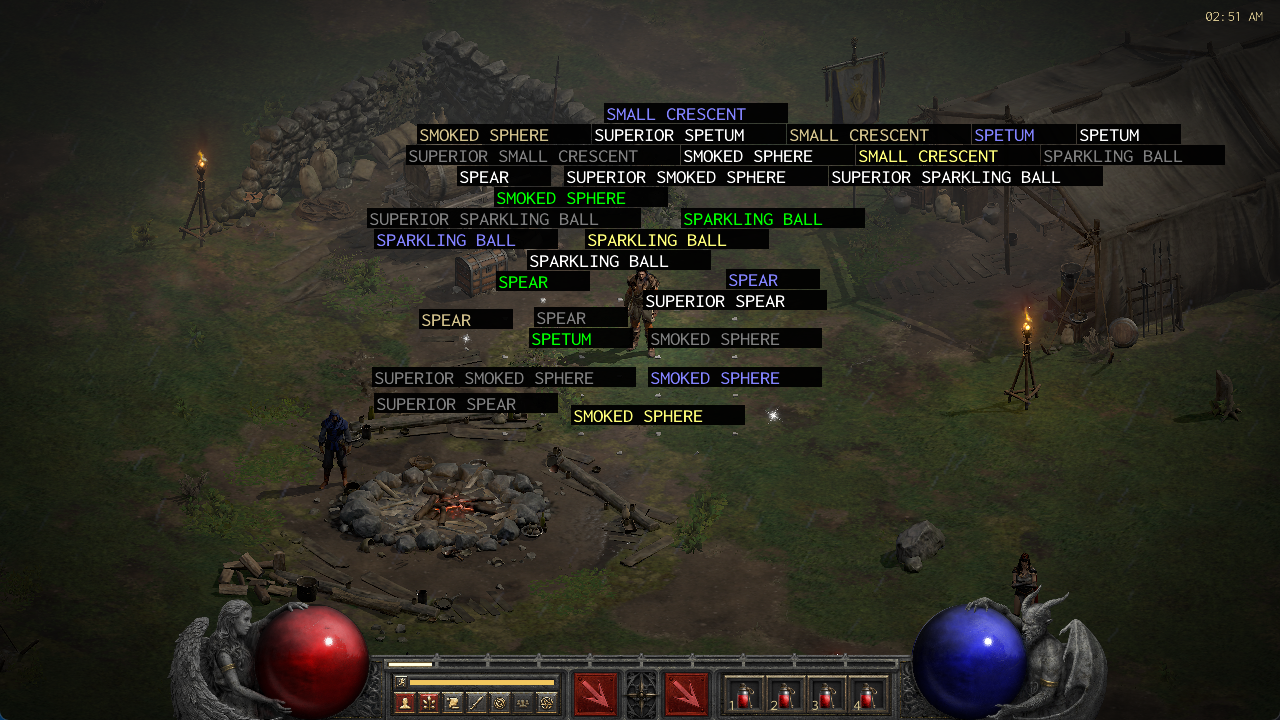 02:51 AM
SMALL CRESCENT
SMOKED SPHERE SUPERIOR SPETUM SMALL CRESCENT SPETUM SPETUM
SUPERIOR SMALL CRESCENT SMOKED SPHERE SMALL CRESCENT SPARKLING BALL
SPEAR SUPERIOR SMOKED SPHERE SUPERIOR SPARKLING BALL
SMOKED SPHERE
SUPERIOR SPARKLING BALL SPARKLING BALL
SPARKLING BALL SPARKLING BALL
SPARKLING BALL
SPEAR SPEAR
SUPERIOR SPEAR
SPEAR SPEAR
SPETUM SMOKED SPHERE
SUPERIOR SMOKED SPHERE SMOKED SPHERE
SUPERIOR SPEAR
SMOKED SPHERE
1 2 3 4